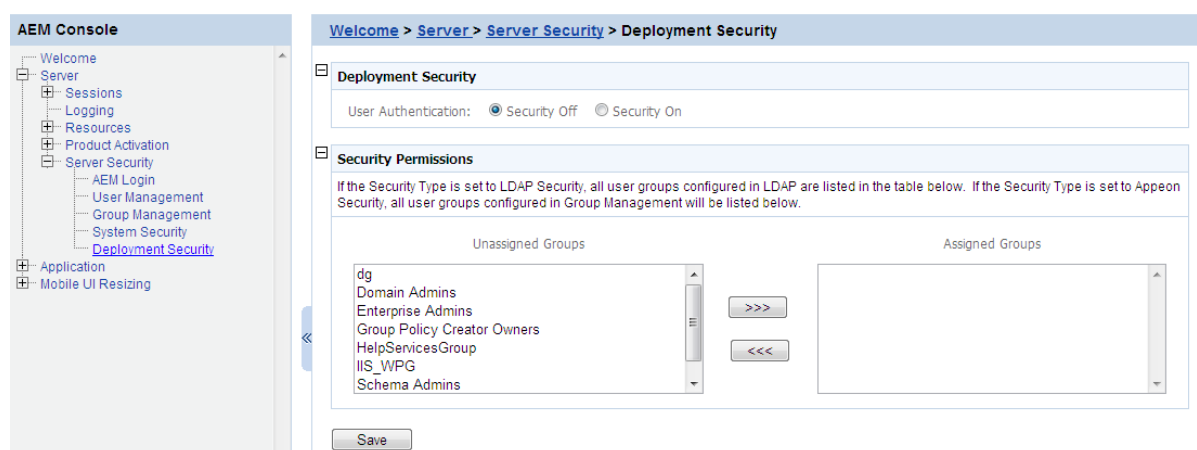 AEM Console
Welcome
Server
Sessions
Logging
Resources
Product Activation
Server Security
AEM Login
User Management
Group Management
System Security
Deployment Security
Application
Mobile UI Resizing
«
Welcome > Server > Server Security > Deployment Security
Deployment Security
User Authentication: Security Off Security On
Security Permissions
If the Security Type is set to LDAP Security, all user groups configured in LDAP are listed in the table below. If the Security Type is set to Appeon
Security, all user groups configured in Group Management will be listed below.
Unassigned Groups
dg
Domain Admins
Enterprise Admins
Group Policy Creator Owners
HelpServicesGroup
IIS_WPG
Schema Admins
>>>
<<<
Assigned Groups
Save